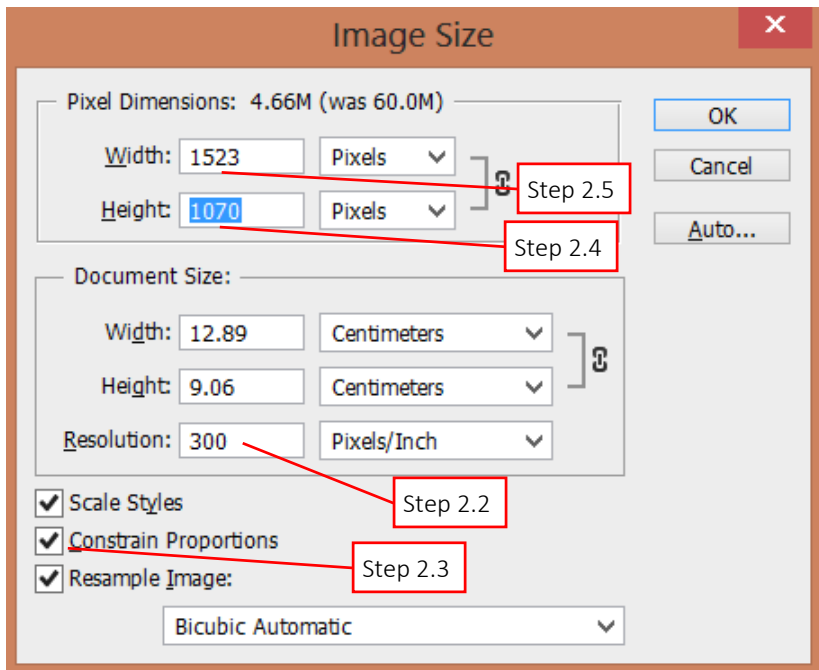 Image Size
Pixel Dimensions: 4.66M (was 60.0M)
OK
Width: 1523 Pixels
Cancel
Step 2.5
Height: 1070 Pixels
Auto...
Step 2.4
Document Size:
Width: 12.89 Centimeters
Height: 9.06 Centimeters
Resolution: 300 Pixels/Inch
Scale Styles
Step 2.2
Constrain Proportions
Step 2.3
Resample Image:
Bicubic Automatic